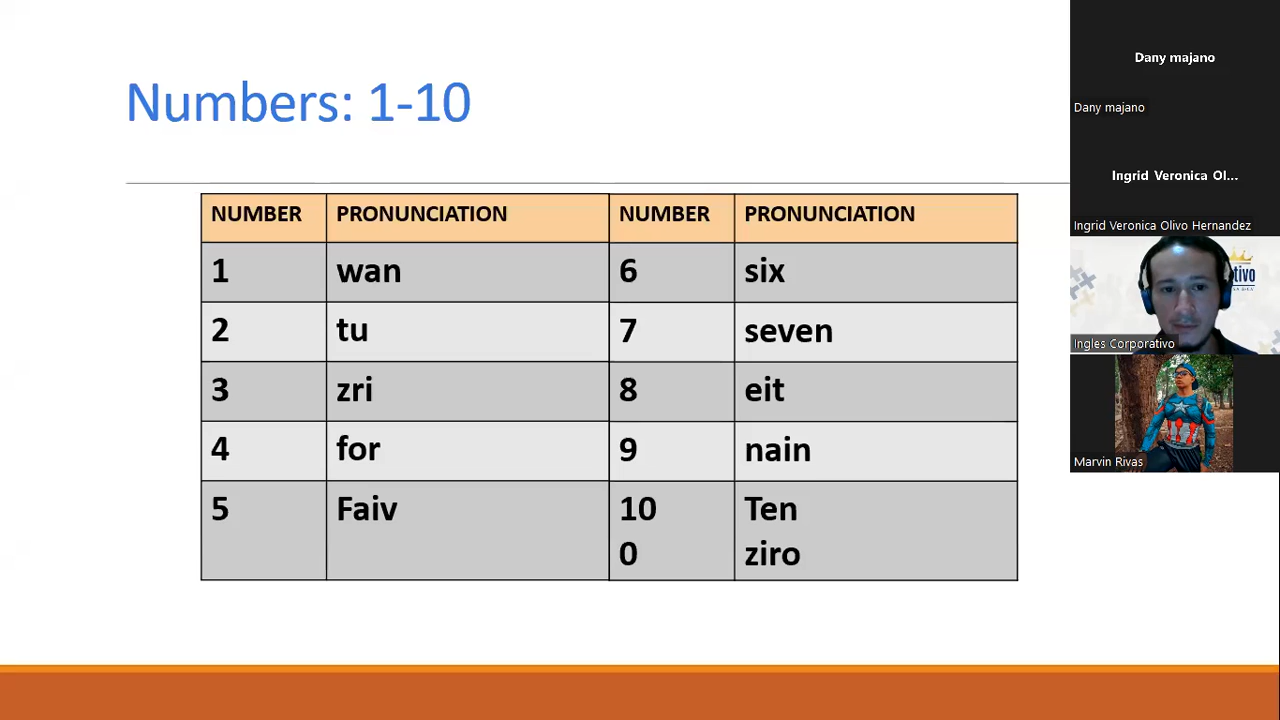 Numbers: 1-10
NUMBER PRONUNCIATION NUMBER PRONUNCIATION
1 wan 6 six
2 tu 7 seven
3 zri 8 eit
4 for 9 nain
5 Faiv 10 Ten
0 ziro
Dany majano
Dany majano
Ingrid Veronica Ol...
Ingrid Veronica Olivo Hernandez
tivo
Ingles Corporativo
Marvin Rivas